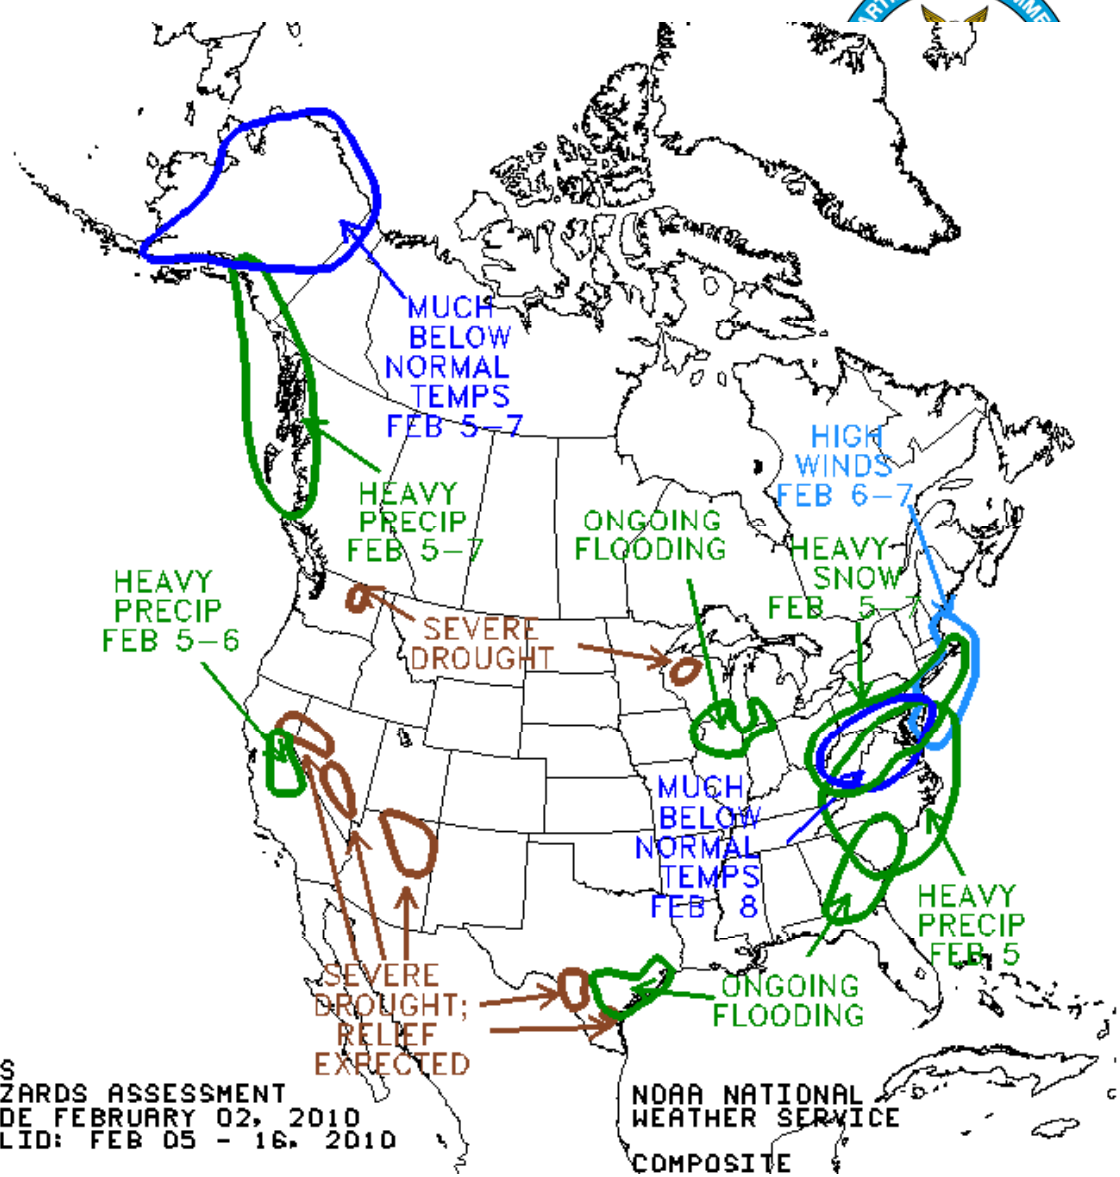 MUCH
BELOW
NORMAL
TEMPS
FEB 5-7
HIGH
WINDS
FEB 6-7
HEAVY
PRECIP
FEB 5-7
ONGOING
FLOODING
HEAVY
SNOW
FEB 5-7
HEAVY
PRECIP
FEB 5-6
SEVERE
DROUGHT
MUCH
BELOW
NORMAL
TEMPS
FEB 8
HEAVY
PRECIP
FEB 5
SEVERE
DROUGHT;
RELIEF
EXPECTED
ONGOING
FLOODING
S
ZARDS ASSESSMENT
DE FEBRUARY 02, 2010
LID: FEB 05 - 16, 2010
NOAA NATIONAL
WEATHER SERVICE
COMPOSITE